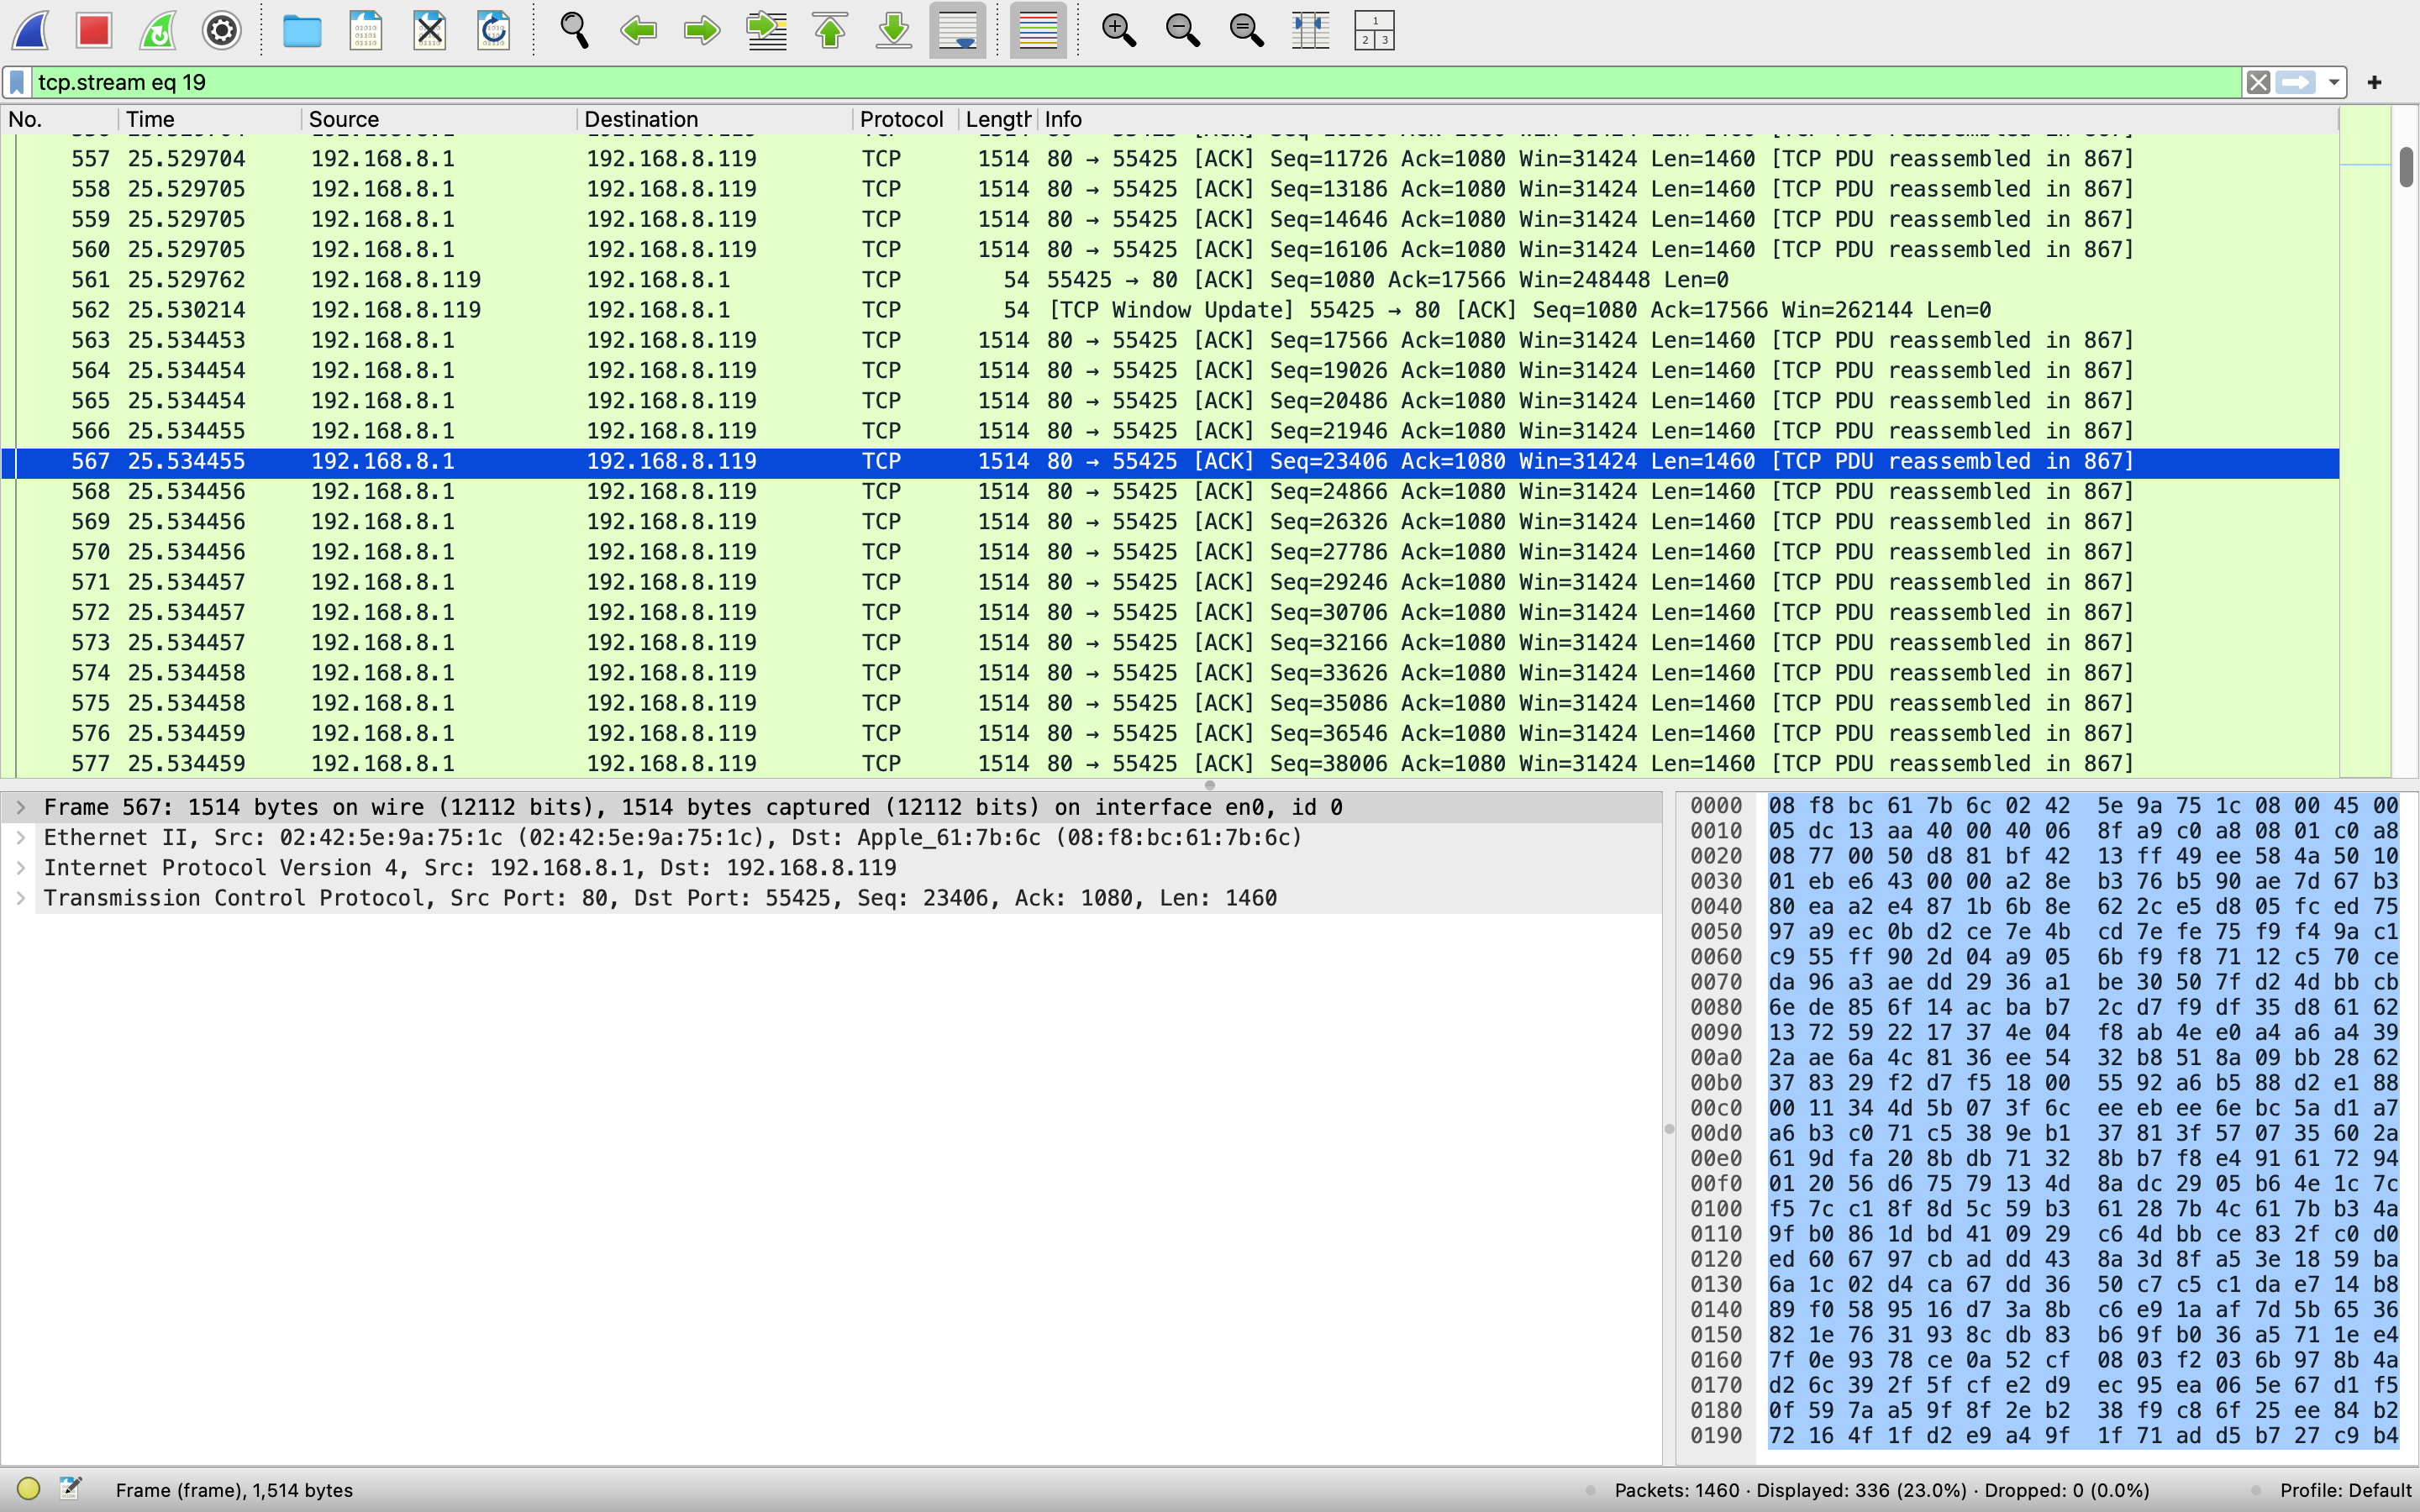 tcp.stream eq 19
No. Time Source Destination Protocol Length Info
557 25.529704 192.168.8.1 192.168.8.119 TCP 1514 80 → 55425 [ACK] Seq=11726 Ack=1080 Win=31424 Len=1460 [TCP PDU reassembled in 867]
558 25.529705 192.168.8.1 192.168.8.119 TCP 1514 80 → 55425 [ACK] Seq=13186 Ack=1080 Win=31424 Len=1460 [TCP PDU reassembled in 867]
559 25.529705 192.168.8.1 192.168.8.119 TCP 1514 80 → 55425 [ACK] Seq=14646 Ack=1080 Win=31424 Len=1460 [TCP PDU reassembled in 867]
560 25.529705 192.168.8.1 192.168.8.119 TCP 1514 80 → 55425 [ACK] Seq=16106 Ack=1080 Win=31424 Len=1460 [TCP PDU reassembled in 867]
561 25.529762 192.168.8.119 192.168.8.1 TCP 54 55425 → 80 [ACK] Seq=1080 Ack=17566 Win=248448 Len=0
562 25.530214 192.168.8.119 192.168.8.1 TCP 54 [TCP Window Update] 55425 → 80 [ACK] Seq=1080 Ack=17566 Win=262144 Len=0
563 25.534453 192.168.8.1 192.168.8.119 TCP 1514 80 → 55425 [ACK] Seq=17566 Ack=1080 Win=31424 Len=1460 [TCP PDU reassembled in 867]
564 25.534454 192.168.8.1 192.168.8.119 TCP 1514 80 → 55425 [ACK] Seq=19026 Ack=1080 Win=31424 Len=1460 [TCP PDU reassembled in 867]
565 25.534454 192.168.8.1 192.168.8.119 TCP 1514 80 → 55425 [ACK] Seq=20486 Ack=1080 Win=31424 Len=1460 [TCP PDU reassembled in 867]
566 25.534455 192.168.8.1 192.168.8.119 TCP 1514 80 → 55425 [ACK] Seq=21946 Ack=1080 Win=31424 Len=1460 [TCP PDU reassembled in 867]
567 25.534455 192.168.8.1 192.168.8.119 TCP 1514 80 → 55425 [ACK] Seq=23406 Ack=1080 Win=31424 Len=1460 [TCP PDU reassembled in 867]
568 25.534456 192.168.8.1 192.168.8.119 TCP 1514 80 → 55425 [ACK] Seq=24866 Ack=1080 Win=31424 Len=1460 [TCP PDU reassembled in 867]
569 25.534456 192.168.8.1 192.168.8.119 TCP 1514 80 → 55425 [ACK] Seq=26326 Ack=1080 Win=31424 Len=1460 [TCP PDU reassembled in 867]
570 25.534456 192.168.8.1 192.168.8.119 TCP 1514 80 → 55425 [ACK] Seq=27786 Ack=1080 Win=31424 Len=1460 [TCP PDU reassembled in 867]
571 25.534457 192.168.8.1 192.168.8.119 TCP 1514 80 → 55425 [ACK] Seq=29246 Ack=1080 Win=31424 Len=1460 [TCP PDU reassembled in 867]
572 25.534457 192.168.8.1 192.168.8.119 TCP 1514 80 → 55425 [ACK] Seq=30706 Ack=1080 Win=31424 Len=1460 [TCP PDU reassembled in 867]
573 25.534457 192.168.8.1 192.168.8.119 TCP 1514 80 → 55425 [ACK] Seq=32166 Ack=1080 Win=31424 Len=1460 [TCP PDU reassembled in 867]
574 25.534458 192.168.8.1 192.168.8.119 TCP 1514 80 → 55425 [ACK] Seq=33626 Ack=1080 Win=31424 Len=1460 [TCP PDU reassembled in 867]
575 25.534458 192.168.8.1 192.168.8.119 TCP 1514 80 → 55425 [ACK] Seq=35086 Ack=1080 Win=31424 Len=1460 [TCP PDU reassembled in 867]
576 25.534459 192.168.8.1 192.168.8.119 TCP 1514 80 → 55425 [ACK] Seq=36546 Ack=1080 Win=31424 Len=1460 [TCP PDU reassembled in 867]
577 25.534459 192.168.8.1 192.168.8.119 TCP 1514 80 → 55425 [ACK] Seq=38006 Ack=1080 Win=31424 Len=1460 [TCP PDU reassembled in 867]
Frame 567: 1514 bytes on wire (12112 bits), 1514 bytes captured (12112 bits) on interface en0, id 0
Ethernet II, Src: 02:42:5e:9a:75:1c (02:42:5e:9a:75:1c), Dst: Apple_61:7b:6c (08:f8:bc:61:7b:6c)
Internet Protocol Version 4, Src: 192.168.8.1, Dst: 192.168.8.119
Transmission Control Protocol, Src Port: 80, Dst Port: 55425, Seq: 23406, Ack: 1080, Len: 1460
0000 08 f8 bc 61 7b 6c 02 42 5e 9a 75 1c 08 00 45 00
0010 05 dc 13 aa 40 00 40 06 8f a9 c0 a8 08 01 c0 a8
0020 08 77 00 50 d8 81 bf 42 13 ff 49 ee 58 4a 50 10
0030 01 eb e6 43 00 00 a2 8e b3 76 b5 90 ae 7d 67 b3
0040 80 ea a2 e4 87 1b 6b 8e 62 2c e5 d8 05 fc ed 75
0050 97 a9 ec 0b d2 ce 7e 4b cd 7e fe 75 f9 f4 9a c1
0060 c9 55 ff 90 2d 04 a9 05 6b f9 f8 71 12 c5 70 ce
0070 da 96 a3 ae dd 29 36 a1 be 30 50 7f d2 4d bb cb
0080 6e de 85 6f 14 ac ba b7 2c d7 f9 df 35 d8 61 62
0090 13 72 59 22 17 37 4e 04 f8 ab 4e e0 a4 a6 a4 39
00a0 2a ae 6a 4c 81 36 ee 54 32 b8 51 8a 09 bb 28 62
00b0 37 83 29 f2 d7 f5 18 00 55 92 a6 b5 88 d2 e1 88
00c0 00 11 34 4d 5b 07 3f 6c ee eb ee 6e bc 5a d1 a7
00d0 a6 b3 c0 71 c5 38 9e b1 37 81 3f 57 07 35 60 2a
00e0 61 9d fa 20 8b db 71 32 8b b7 f8 e4 91 61 72 94
00f0 01 20 56 d6 75 79 13 4d 8a dc 29 05 b6 4e 1c 7c
0100 f5 7c c1 8f 8d 5c 59 b3 61 28 7b 4c 61 7b b3 4a
0110 9f b0 86 1d bd 41 09 29 c6 4d bb ce 83 2f c0 d0
0120 ed 60 67 97 cb ad dd 43 8a 3d 8f a5 3e 18 59 ba
0130 6a 1c 02 d4 ca 67 dd 36 50 c7 c5 c1 da e7 14 b8
0140 89 f0 58 95 16 d7 3a 8b c6 e9 1a af 7d 5b 65 36
0150 82 1e 76 31 93 8c db 83 b6 9f b0 36 a5 71 1e e4
0160 7f 0e 93 78 ce 0a 52 cf 08 03 f2 03 6b 97 8b 4a
0170 d2 6c 39 2f 5f cf e2 d9 ec 95 ea 06 5e 67 d1 f5
0180 0f 59 7a a5 9f 8f 2e b2 38 f9 c8 6f 25 ee 84 b2
0190 72 16 4f 1f d2 e9 a4 9f 1f 71 ad d5 b7 27 c9 b4
Frame (frame), 1,514 bytes Packets: 1460 · Displayed: 336 (23.0%) · Dropped: 0 (0.0%) Profile: Default